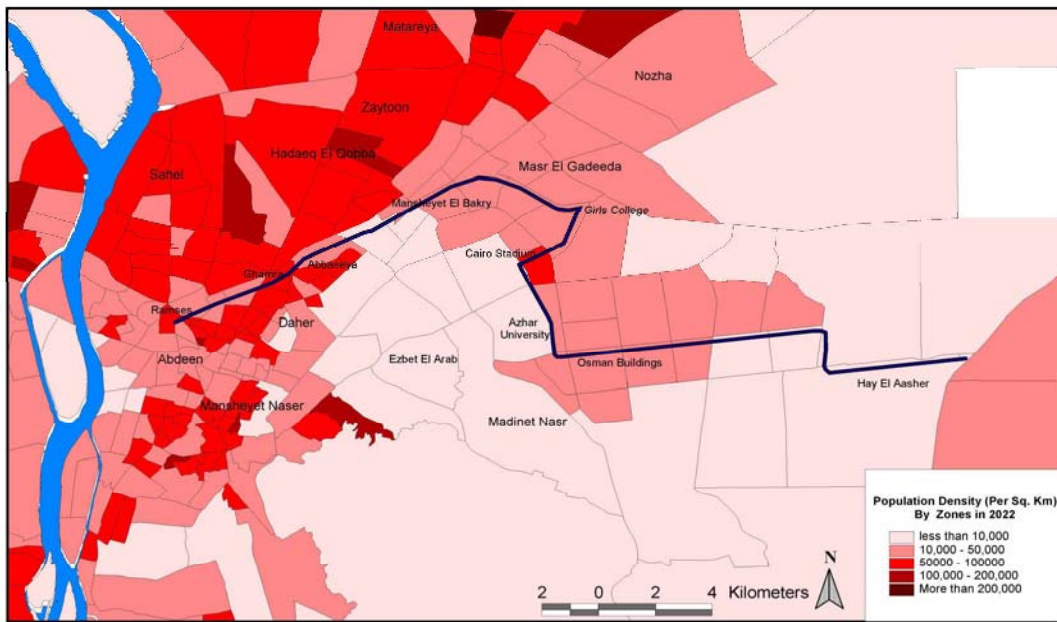 Matareya
Nozha
Zaytoon
Hadaeq El Qobba
Masr El Gadeeda
Sahel
Mansheyet El Bakry
Girls College
Cairo Stadium
Abbaseya
Ghamra
Ramses
Daher
Azhar
University
Abdeen
Ezbet El Arab
Osman Buildings
Hay El Aasher
Mansheyet Naser
Madinet Nasr
Population Density (Per Sq. Km)
By Zones in 2022
less than 10,000
10,000 - 50,000
50000 - 100000
100,000 - 200,000
More than 200,000
N
2 0 2 4 Kilometers